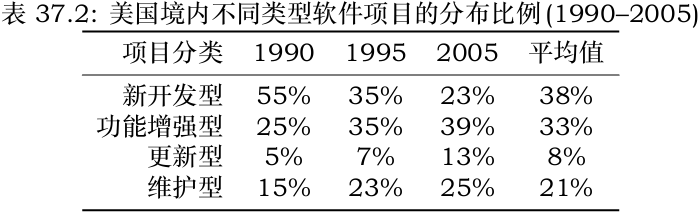 表 37.2: 美国境内不同类型软件项目的分布比例(1990–2005)
项目分类 1990 1995 2005 平均值
新开发型 55% 35% 23% 38%
功能增强型 25% 35% 39% 33%
更新型 5% 7% 13% 8%
维护型 15% 23% 25% 21%